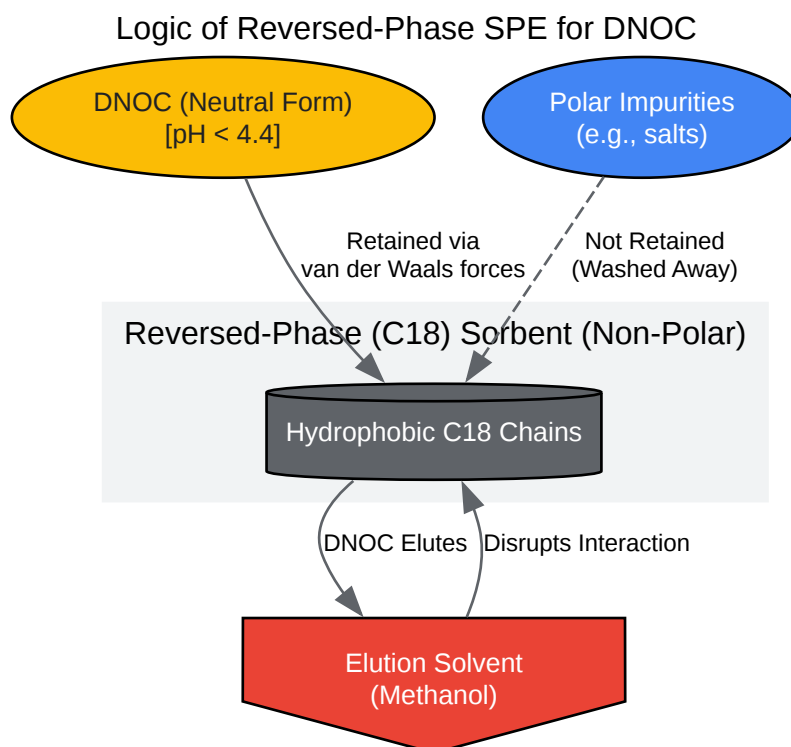 Logic of Reversed-Phase SPE for DNOC
DNOC (Neutral Form)
[pH < 4.4]
Polar Impurities
(e.g., salts)
Retained via
van der Waals forces
Not Retained
(Washed Away)
Reversed-Phase (C18) Sorbent (Non-Polar)
Hydrophobic C18 Chains
DNOC Elutes
Disrupts Interaction
Elution Solvent
(Methanol)